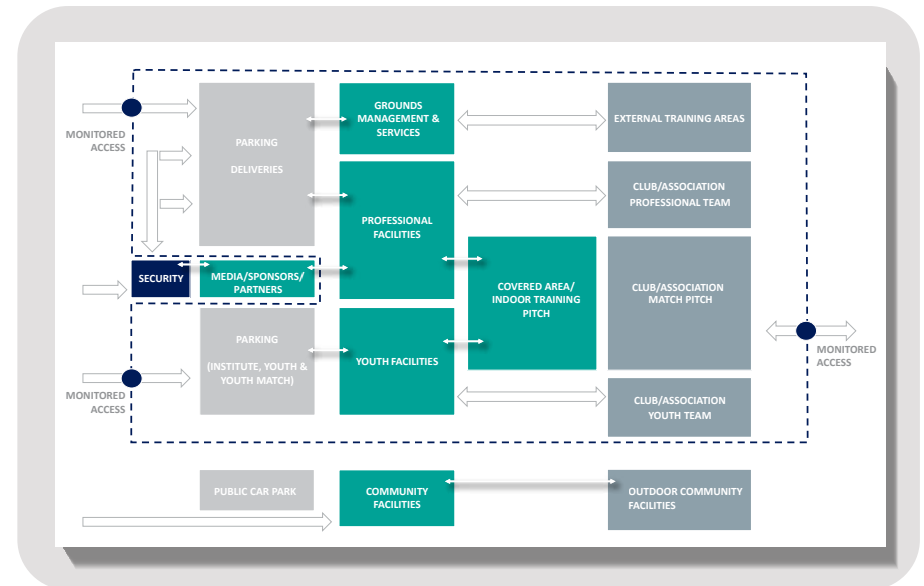 MONITORED
ACCESS
PARKING
DELIVERIES
GROUNDS
MANAGEMENT &
SERVICES
EXTERNAL TRAINING AREAS
PROFESSIONAL
FACILITIES
CLUB/ASSOCIATION
PROFESSIONAL TEAM
SECURITY
MEDIA/SPONSORS/
PARTNERS
COVERED AREA/
INDOOR TRAINING
PITCH
CLUB/ASSOCIATION
MATCH PITCH
PARKING
(INSTITUTE, YOUTH &
YOUTH MATCH)
YOUTH FACILITIES
MONITORED
ACCESS
MONITORED
ACCESS
CLUB/ASSOCIATION
YOUTH TEAM
PUBLIC CAR PARK
COMMUNITY
FACILITIES
OUTDOOR COMMUNITY
FACILITIES